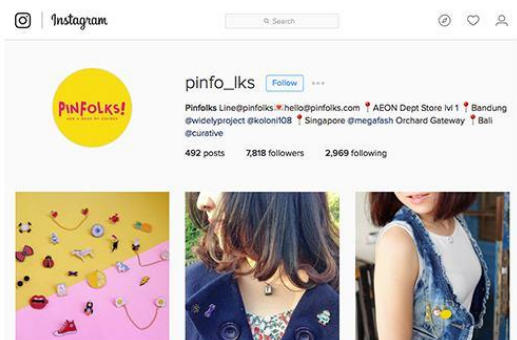 Instagram
Search
pinfo_lks Follow
Pinfolks Line@pinfolks 💌hello@pinfolks.com 📍AEON Dept Store lvl 1 📍Bandung
@widelyproject @koloni108 📍Singapore @megafash Orchard Gateway 📍Bali
@curative
492 posts 7,818 followers 2,969 following
PINFOLKS!